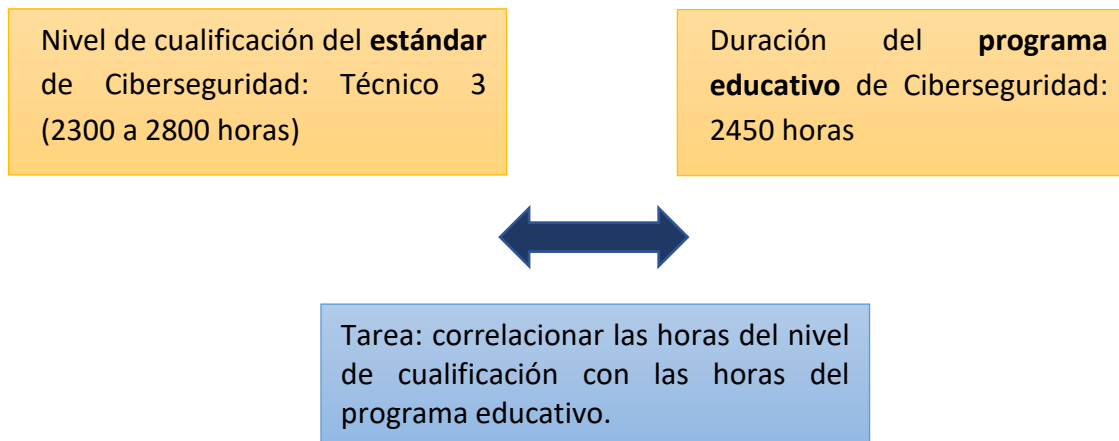 Nivel de cualificación del estándar
de Ciberseguridad: Técnico 3
(2300 a 2800 horas)
Duración del programa
educativo de Ciberseguridad:
2450 horas
Tarea: correlacionar las horas del nivel
de cualificación con las horas del
programa educativo.